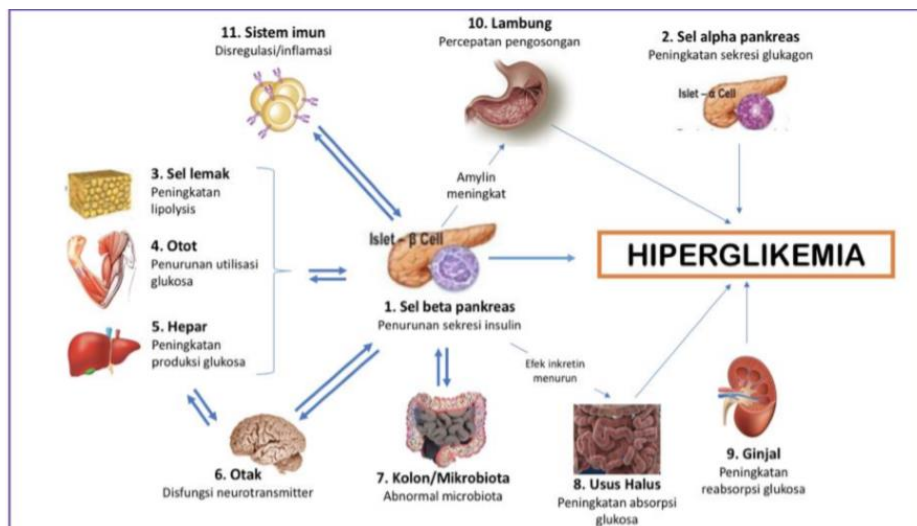 11. Sistem imun
Disregulasi/inflamasi
10. Lambung
Percepatan pengosongan
2. Sel alpha pankreas
Peningkatan sekresi glukagon
Islet – α Cell
3. Sel lemak
Peningkatan
lipolysis
4. Otot
Penurunan utilisasi
glukosa
5. Hepar
Peningkatan
produksi glukosa
Amylin
meningkat
Islet – β Cell
1. Sel beta pankreas
Penurunan sekresi insulin
HIPERGLIKEMIA
Efek inkretin
menurun
6. Otak
Disfungsi neurotransmitter
7. Kolon/Mikrobiota
Abnormal microbiota
8. Usus Halus
Peningkatan absorpsi
glukosa
9. Ginjal
Peningkatan
reabsorpsi glukosa